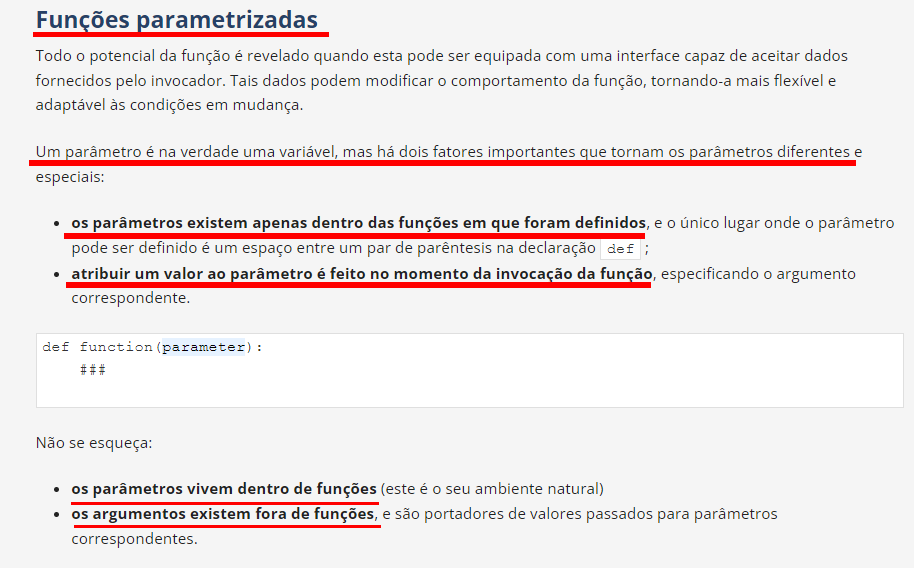 Funções parametrizadas
Todo o potencial da função é revelado quando esta pode ser equipada com uma interface capaz de aceitar dados
fornecidos pelo invocador. Tais dados podem modificar o comportamento da função, tornando-a mais flexível e
adaptável às condições em mudança.
Um parâmetro é na verdade uma variável, mas há dois fatores importantes que tornam os parâmetros diferentes e
especiais:
• os parâmetros existem apenas dentro das funções em que foram definidos, e o único lugar onde o parâmetro
pode ser definido é um espaço entre um par de parêntesis na declaração def ;
• atribuir um valor ao parâmetro é feito no momento da invocação da função, especificando o argumento
correspondente.
def function(parameter):
    ###
Não se esqueça:
• os parâmetros vivem dentro de funções (este é o seu ambiente natural)
• os argumentos existem fora de funções, e são portadores de valores passados para parâmetros
correspondentes.